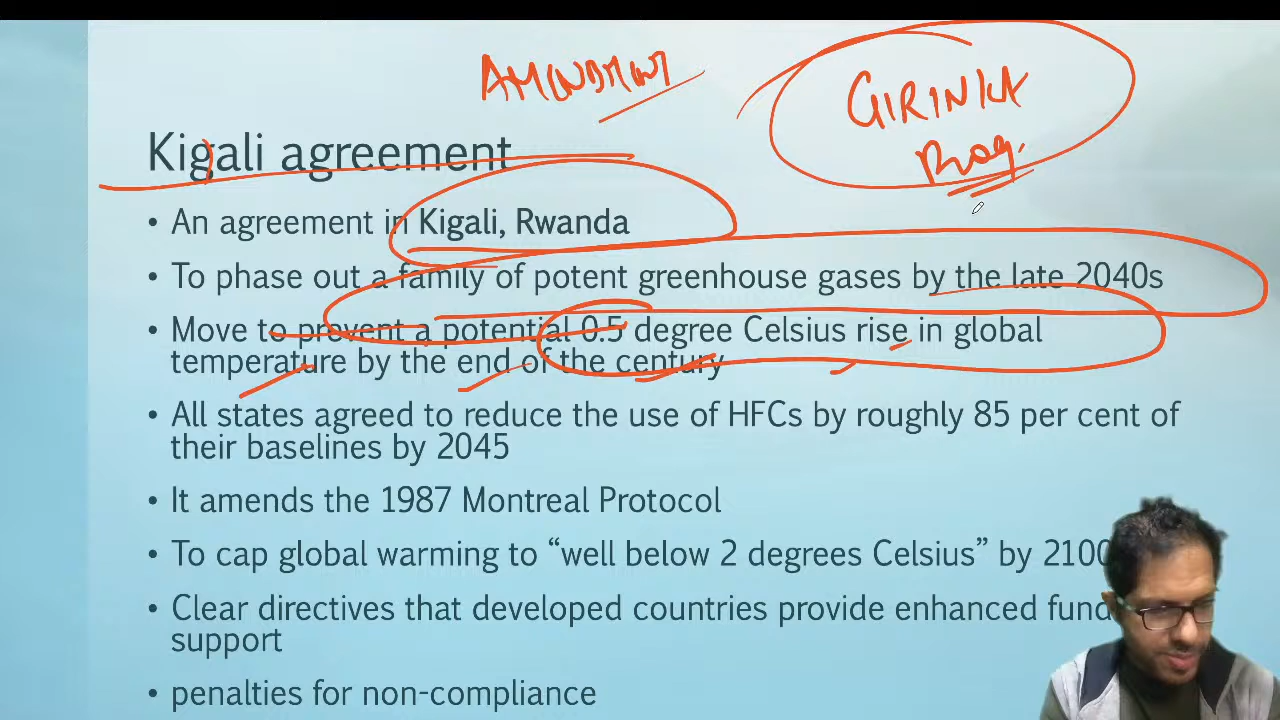 AMENDMENT
GIRINKA
Prog.
Kigali agreement
• An agreement in Kigali, Rwanda
• To phase out a family of potent greenhouse gases by the late 2040s
• Move to prevent a potential 0.5 degree Celsius rise in global
temperature by the end of the century
• All states agreed to reduce the use of HFCs by roughly 85 per cent of
their baselines by 2045
• It amends the 1987 Montreal Protocol
• To cap global warming to “well below 2 degrees Celsius” by 2100
• Clear directives that developed countries provide enhanced fund
support
• penalties for non-compliance